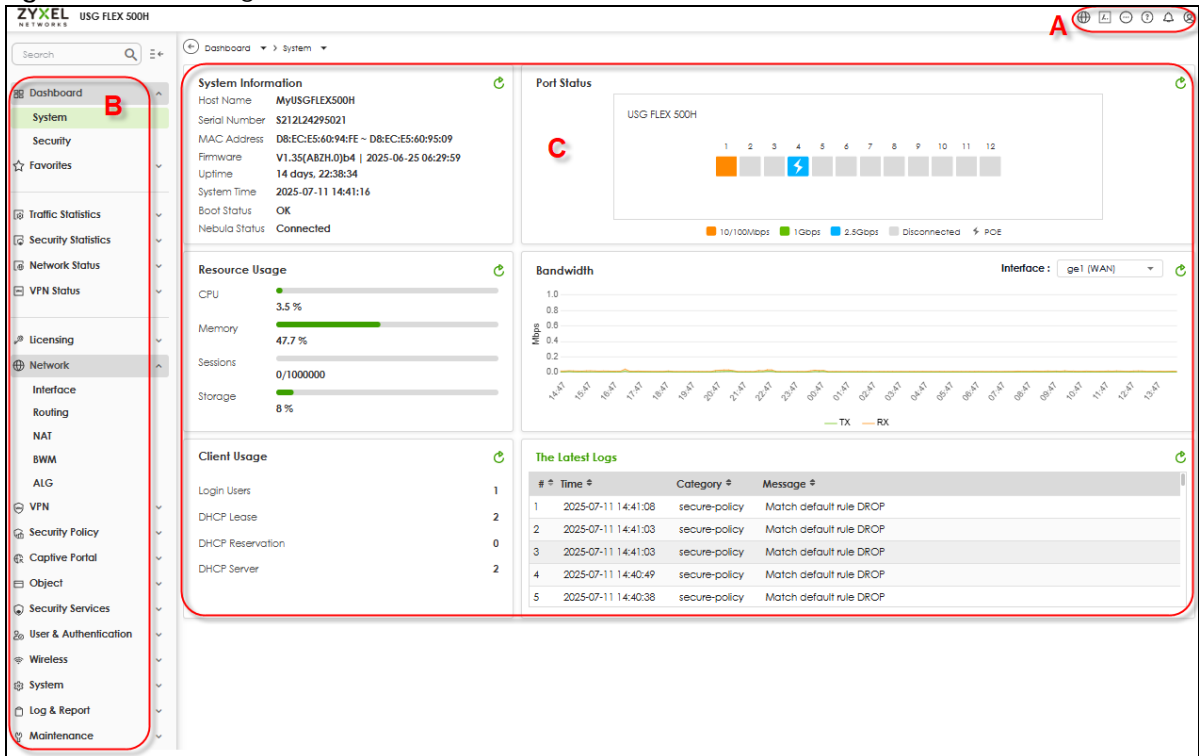 ZYXEL
NETWORKS
USG FLEX 500H
A
Search
Dashboard > System
B
Dashboard
System
Security
Favorites
Traffic Statistics
Security Statistics
Network Status
VPN Status
Licensing
Network
Interface
Routing
NAT
BWM
ALG
VPN
Security Policy
Captive Portal
Object
Security Services
User & Authentication
Wireless
System
Log & Report
Maintenance
System Information
Host Name MyUSGFLEX500H
Serial Number S212L24295021
MAC Address D8:EC:E5:60:94:FE ~ D8:EC:E5:60:95:09
Firmware V1.35(ABZH.0)b4 | 2025-06-25 06:29:59
Uptime 14 days, 22:38:34
System Time 2025-07-11 14:41:16
Boot Status OK
Nebula Status Connected
Port Status
C
USG FLEX 500H
1 2 3 4 5 6 7 8 9 10 11 12
10/100Mbps 1Gbps 2.5Gbps Disconnected POE
Resource Usage
CPU
3.5 %
Memory
47.7 %
Sessions
0/1000000
Storage
8 %
Bandwidth
Interface : ge1 (WAN)
Mbps
1.0
0.8
0.6
0.4
0.2
0.0
14:47 15:47 16:47 17:47 18:47 19:47 20:47 21:47 22:47 23:47 00:47 01:47 02:47 03:47 04:47 05:47 06:47 07:47 08:47 09:47 10:47 11:47 12:47 13:47
TX RX
Client Usage
Login Users 1
DHCP Lease 2
DHCP Reservation 0
DHCP Server 2
The Latest Logs
# Time Category Message
1 2025-07-11 14:41:08 secure-policy Match default rule DROP
2 2025-07-11 14:41:03 secure-policy Match default rule DROP
3 2025-07-11 14:41:03 secure-policy Match default rule DROP
4 2025-07-11 14:40:49 secure-policy Match default rule DROP
5 2025-07-11 14:40:38 secure-policy Match default rule DROP